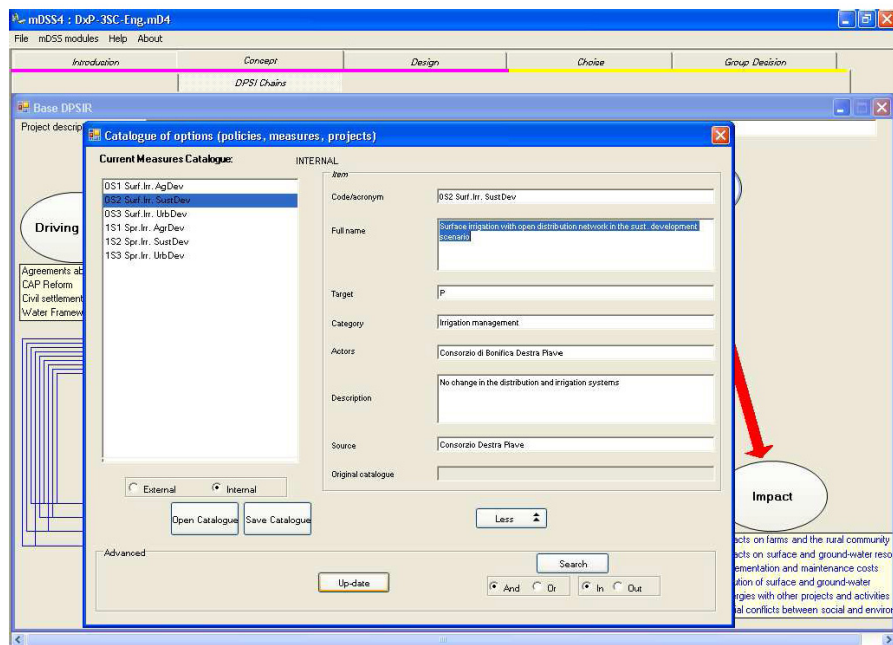 mDSS4 : DxP-3SC-Eng.mD4
File mDSS modules Help About
Introduction Concept Design Choice Group Decision
DPSI Chains
Base DPSIR
Project descrip
Catalogue of options (policies, measures, projects)
Current Measures Catalogue: INTERNAL
Item
0S1 Surf.Irr. AgDev
0S2 Surf.Irr. SustDev
0S3 Surf.Irr. UrbDev
1S1 Spr.Irr. AgrDev
1S2 Spr.Irr. SustDev
1S3 Spr.Irr. UrbDev
Code/acronym 0S2 Surf.Irr. SustDev
Full name Surface irrigation with open distribution network in the sust. development
scenario
Target P
Category Irrigation management
Actors Consorzio di Bonifica Destra Piave
Description No change in the distribution and irrigation systems
Source Consorzio Destra Piave
Original catalogue
External Internal
Open Catalogue Save Catalogue
Less
Advanced
Up-date
Search
And Or In Out
Driving
Agreements ab
CAP Reform
Civil settlement
Water Framew
Impact
acts on farms and the rural community
acts on surface and ground-water reso
ementation and maintenance costs
ution of surface and ground-water
ergies with other projects and activities
ial conflicts between social and enviror